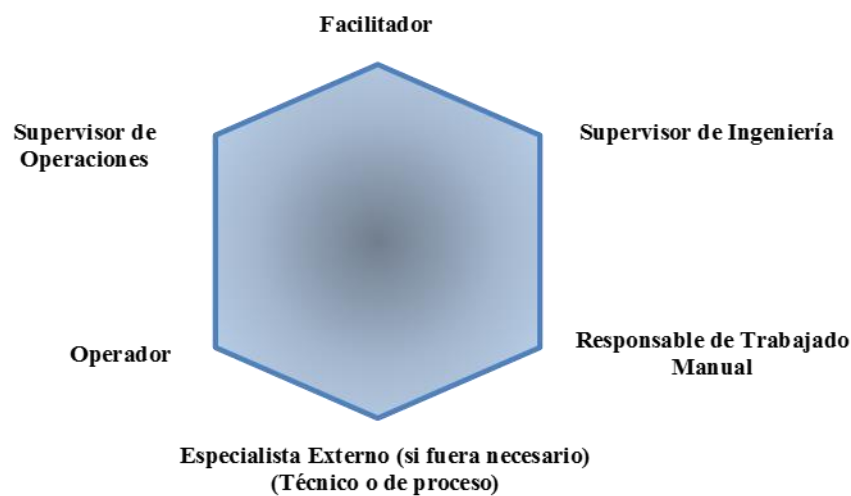 Facilitador
Supervisor de
Operaciones
Supervisor de Ingeniería
Operador
Responsable de Trabajado
Manual
Especialista Externo (si fuera necesario)
(Técnico o de proceso)